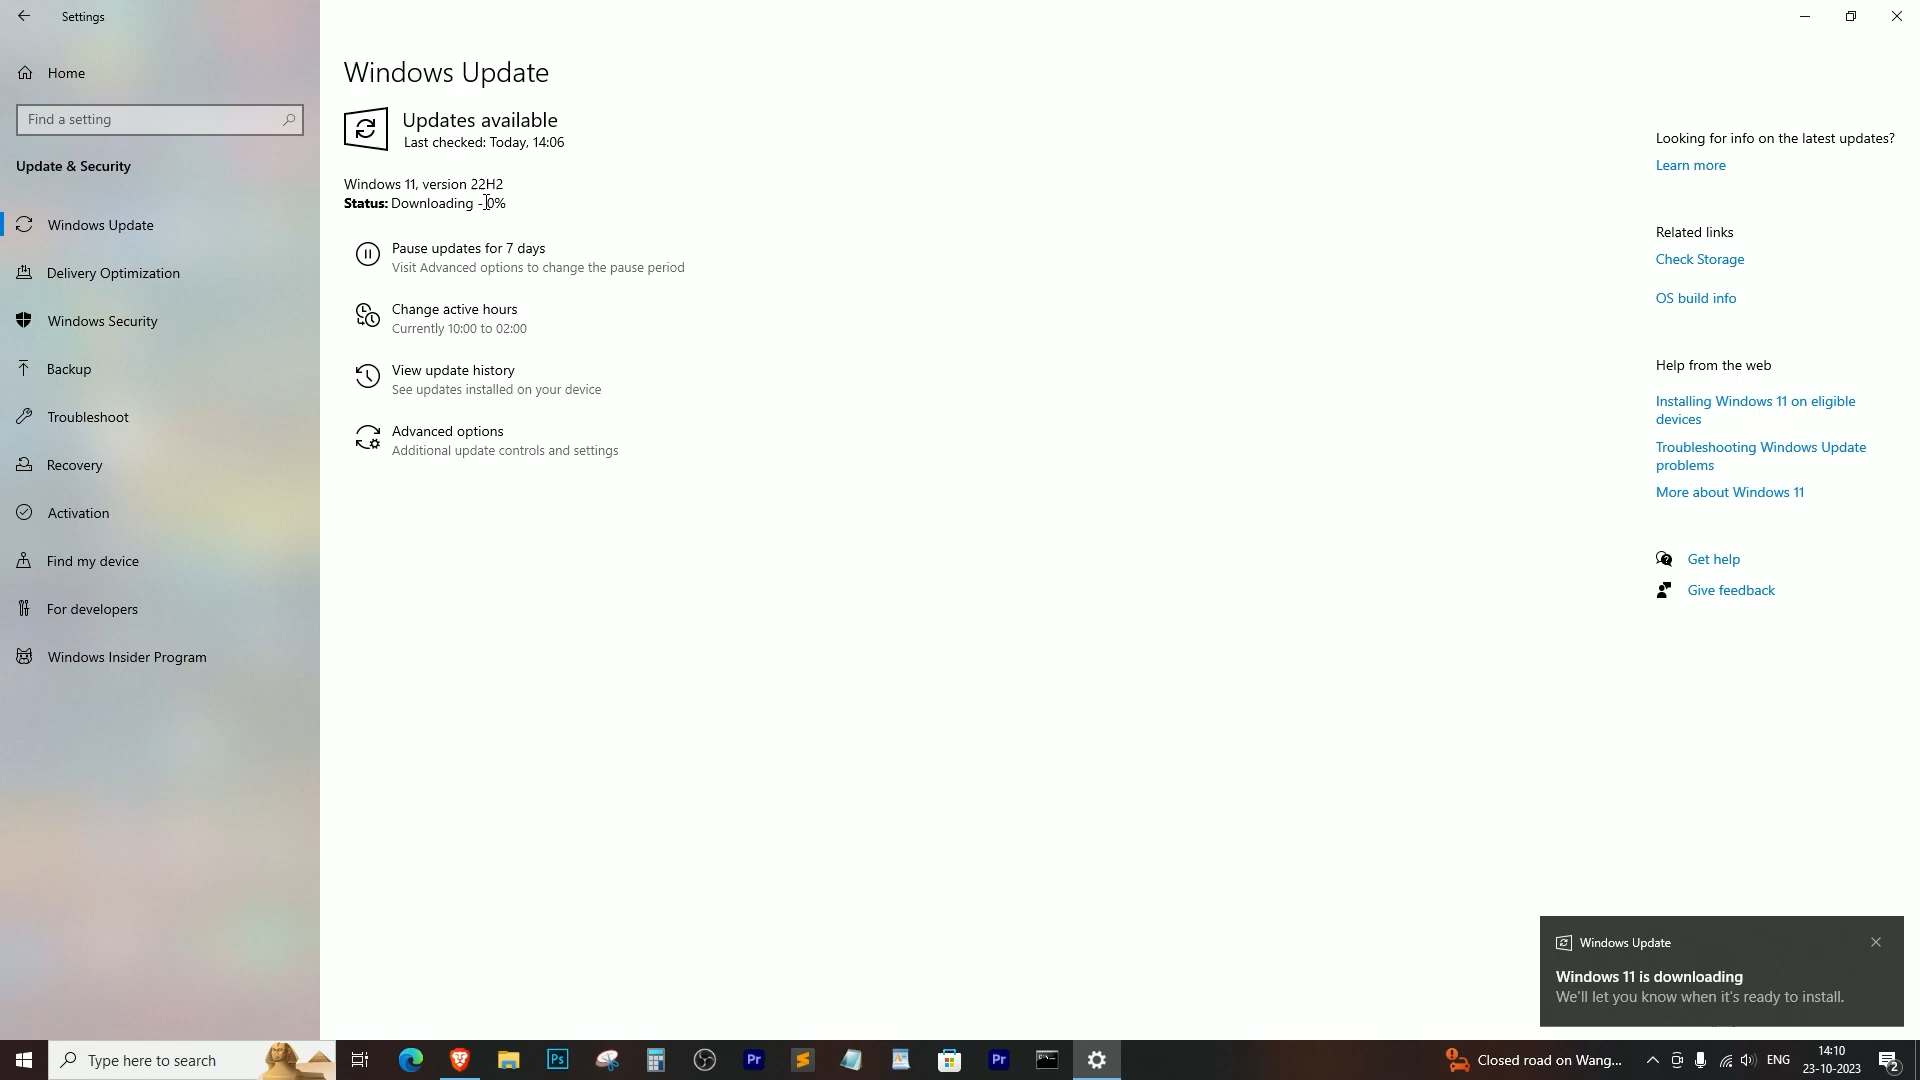 Settings
Home
Find a setting
Update & Security
Windows Update
Delivery Optimization
Windows Security
Backup
Troubleshoot
Recovery
Activation
Find my device
For developers
Windows Insider Program
Windows Update
Updates available
Last checked: Today, 14:06
Windows 11, version 22H2
Status: Downloading - 0%
Pause updates for 7 days
Visit Advanced options to change the pause period
Change active hours
Currently 10:00 to 02:00
View update history
See updates installed on your device
Advanced options
Additional update controls and settings
Looking for info on the latest updates?
Learn more
Related links
Check Storage
OS build info
Help from the web
Installing Windows 11 on eligible
devices
Troubleshooting Windows Update
problems
More about Windows 11
Get help
Give feedback
Windows Update
Windows 11 is downloading
We'll let you know when it's ready to install.
Type here to search
Ps
Pr
Pr
Closed road on Wang...
ENG
14:10
23-10-2023
2